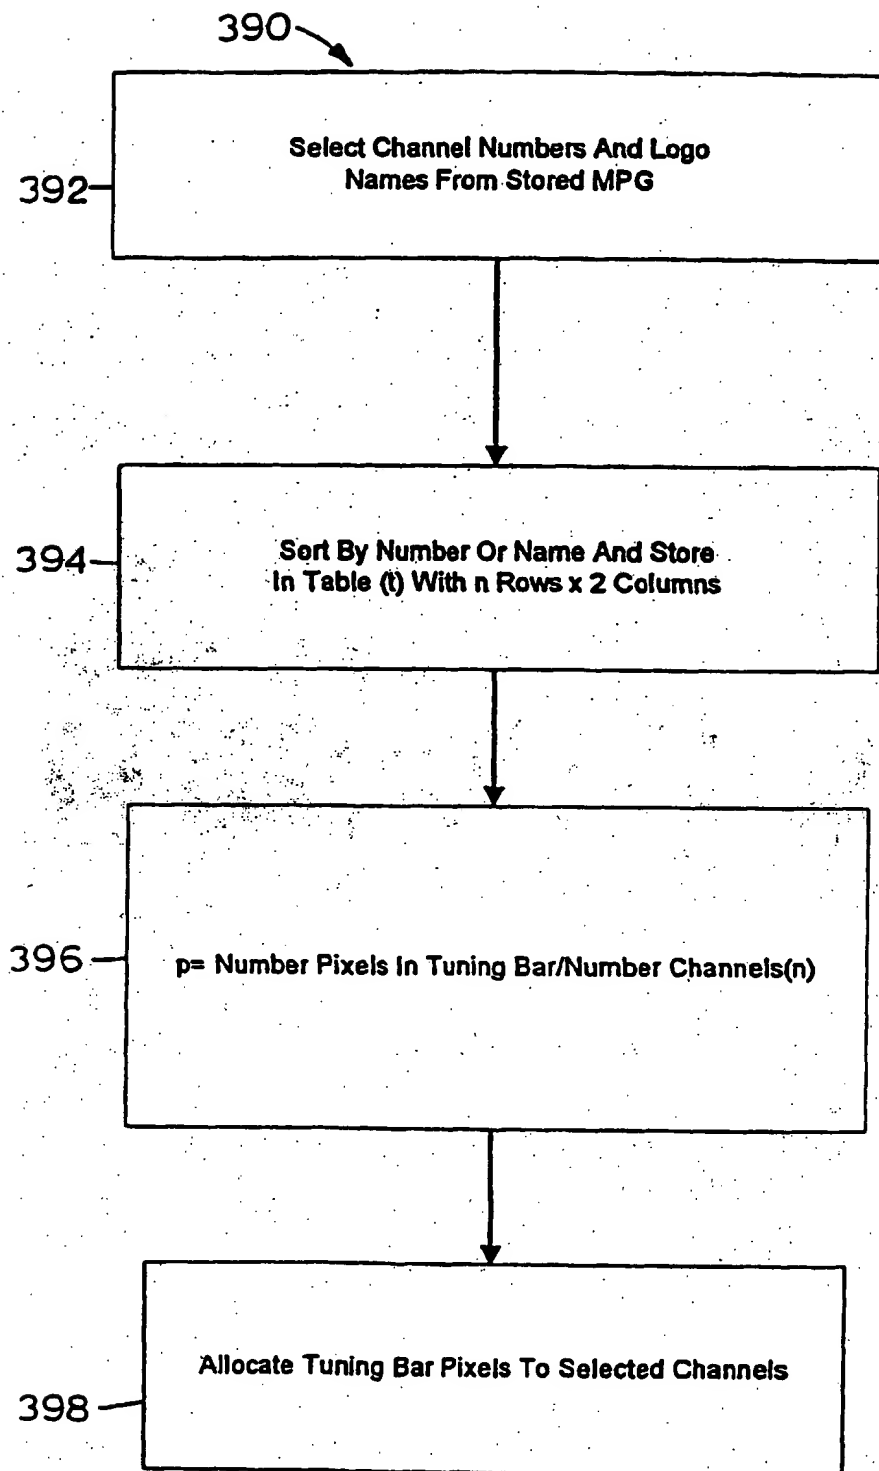 390
392
Select Channel Numbers And Logo
Names From Stored MPG
394
Sort By Number Or Name And Store
In Table (t) With n Rows x 2 Columns
396
p= Number Pixels In Tuning Bar/Number Channels(n)
Allocate Tuning Bar Pixels To Selected Channels
398